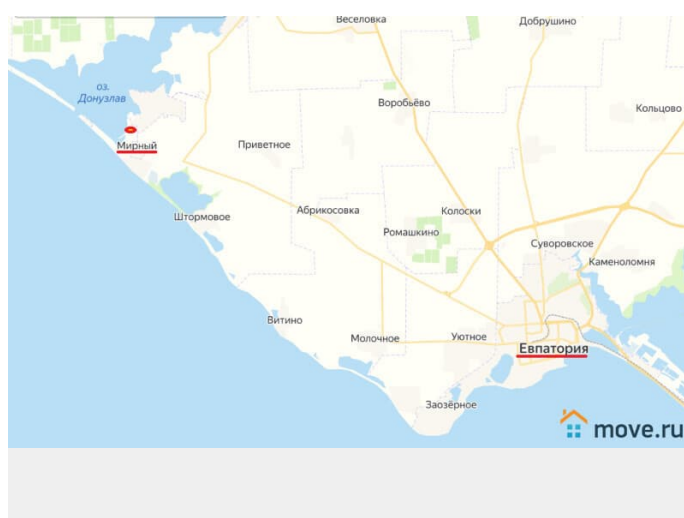 Веселовка
Добрушино
оз.
Донузлав
Воробьёво
Кольцово
Мирный
Приветное
Абрикосовка
Колоски
Штормовое
Ромашкино
Суворовское
Каменоломня
Витино
Молочное
Уютное
Евпатория
Заозёрное
move.ru